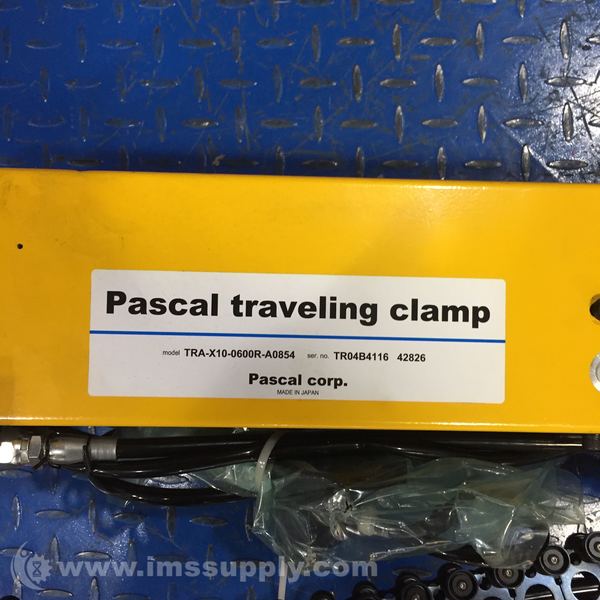 Pascal traveling clamp
model TRA-X10-0600R-A0854 ser. no. TR04B4116 42826
Pascal corp.
MADE IN JAPAN
www.imssupply.com